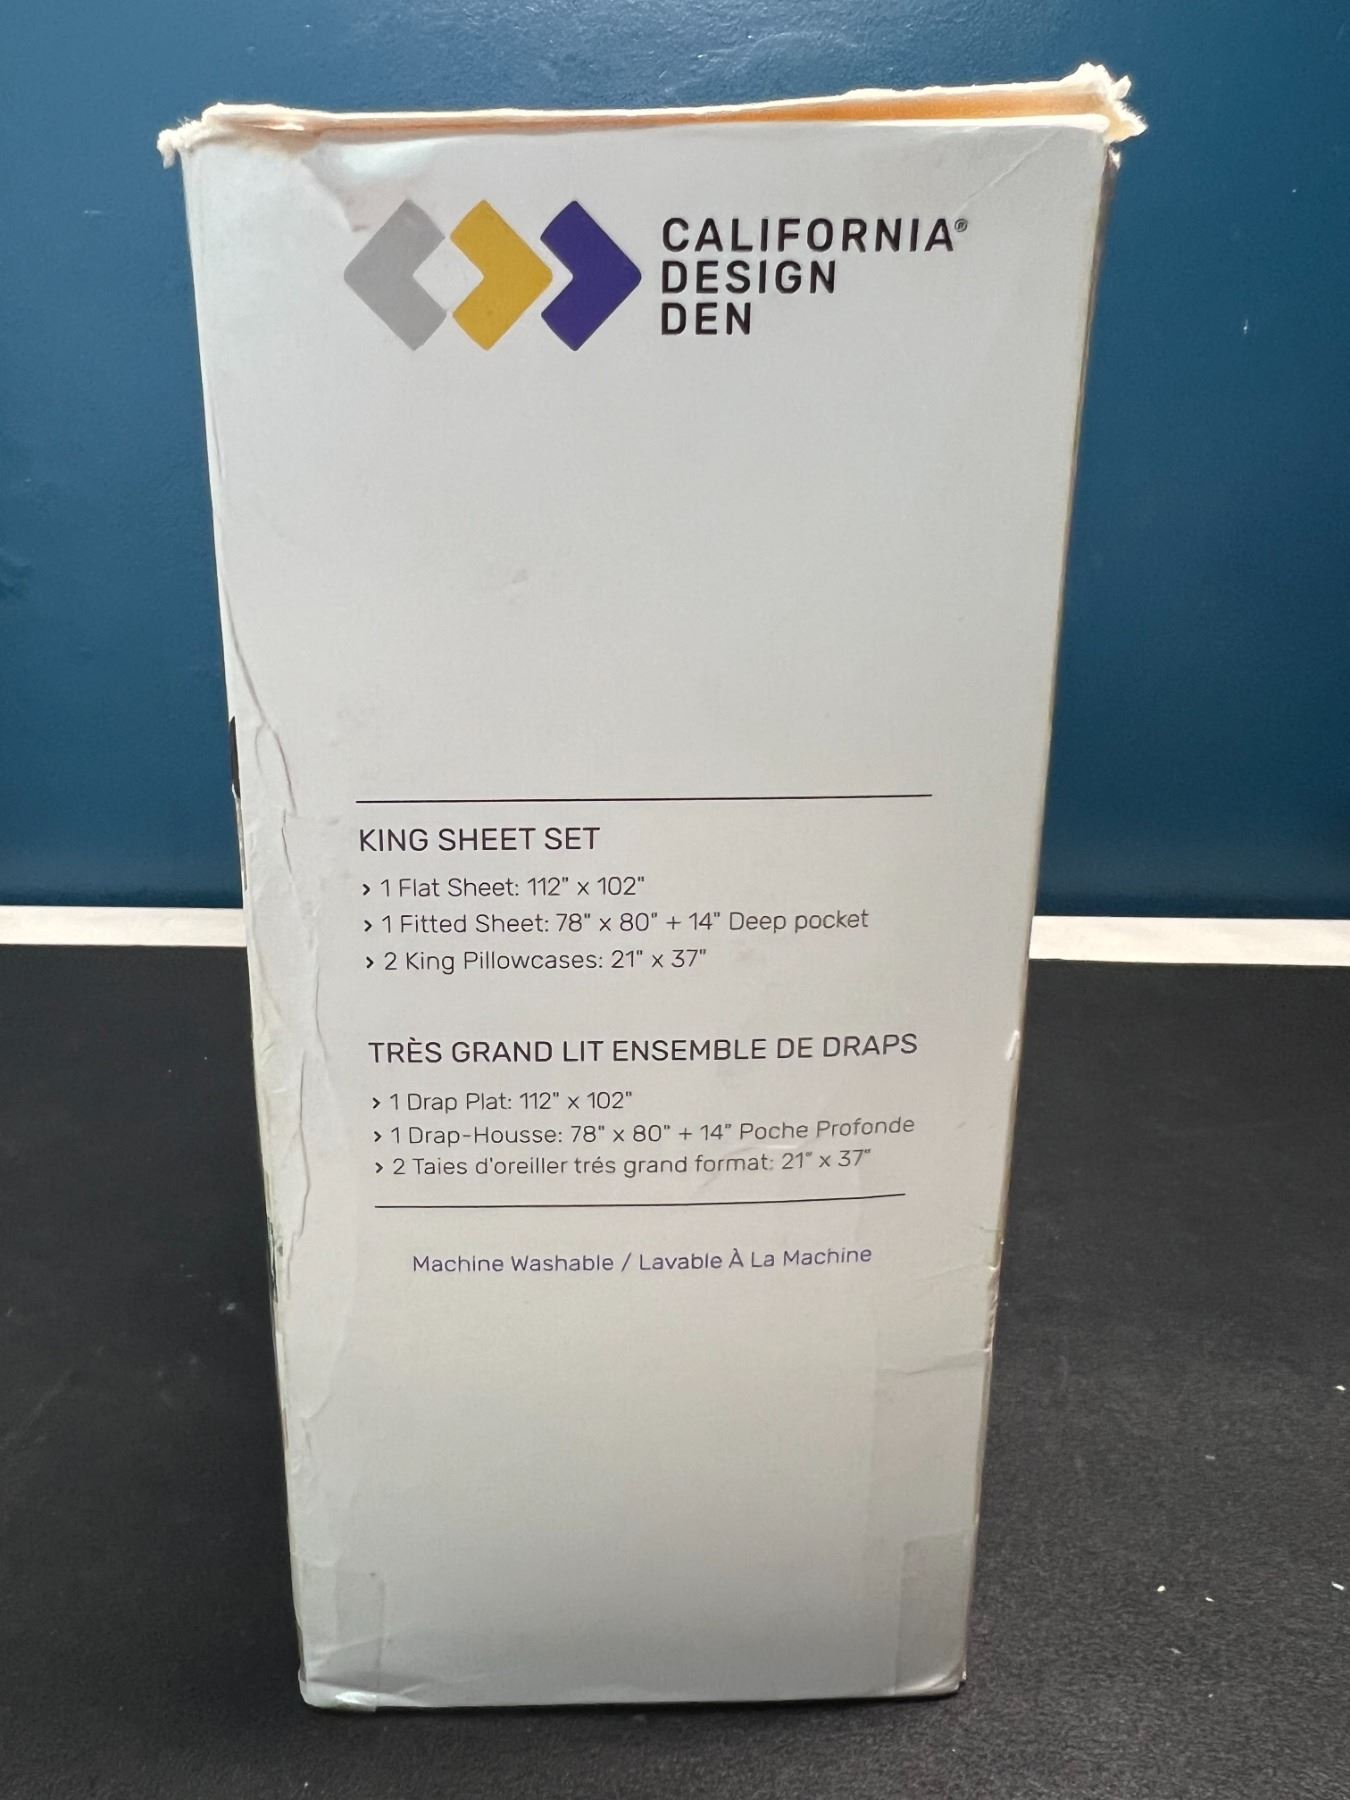 CALIFORNIA®
DESIGN
DEN
KING SHEET SET
> 1 Flat Sheet: 112" x 102"
> 1 Fitted Sheet: 78" x 80" + 14" Deep pocket
> 2 King Pillowcases: 21" x 37"
TRÈS GRAND LIT ENSEMBLE DE DRAPS
> 1 Drap Plat: 112" x 102"
> 1 Drap-Housse: 78" x 80" + 14" Poche Profonde
> 2 Taies d'oreiller trés grand format: 21" x 37"
Machine Washable / Lavable À La Machine